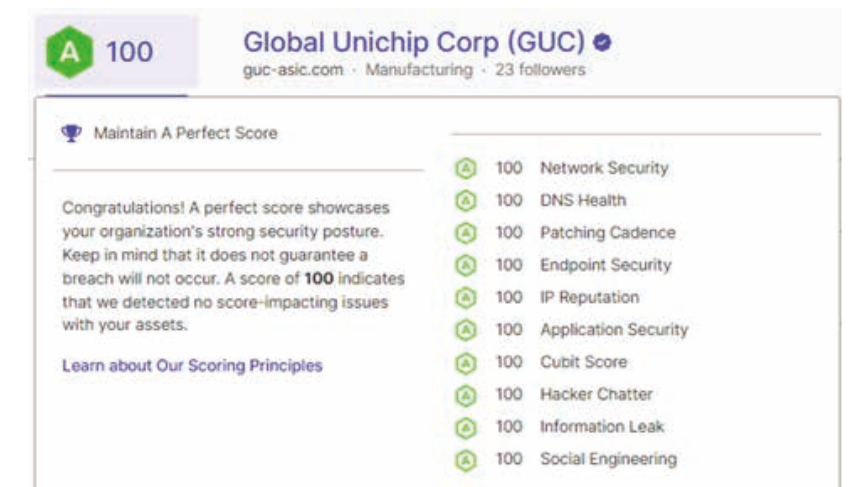 A 100
Global Unichip Corp (GUC)
guc-asic.com · Manufacturing · 23 followers
Maintain A Perfect Score
Congratulations! A perfect score showcases
your organization's strong security posture.
Keep in mind that it does not guarantee a
breach will not occur. A score of 100 indicates
that we detected no score-impacting issues
with your assets.
Learn about Our Scoring Principles
A 100 Network Security
A 100 DNS Health
A 100 Patching Cadence
A 100 Endpoint Security
A 100 IP Reputation
A 100 Application Security
A 100 Cubit Score
A 100 Hacker Chatter
A 100 Information Leak
A 100 Social Engineering